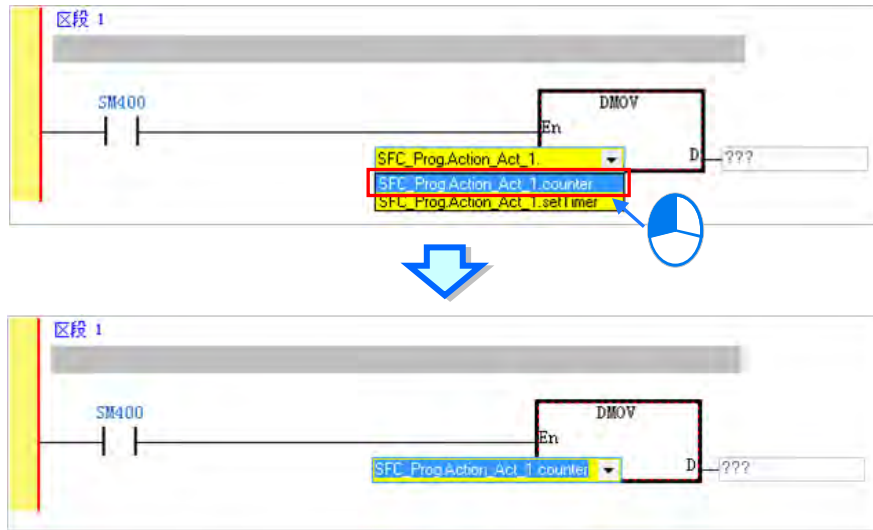 区段 1
SM400
DMOV
En
SFC_Prog.Action_Act_1.
D
???
SFC_Prog.Action_Act_1.counter
SFC_Prog.Action_Act_1.setTimer
区段 1
SM400
DMOV
En
SFC_Prog.Action_Act_1.counter
D
???